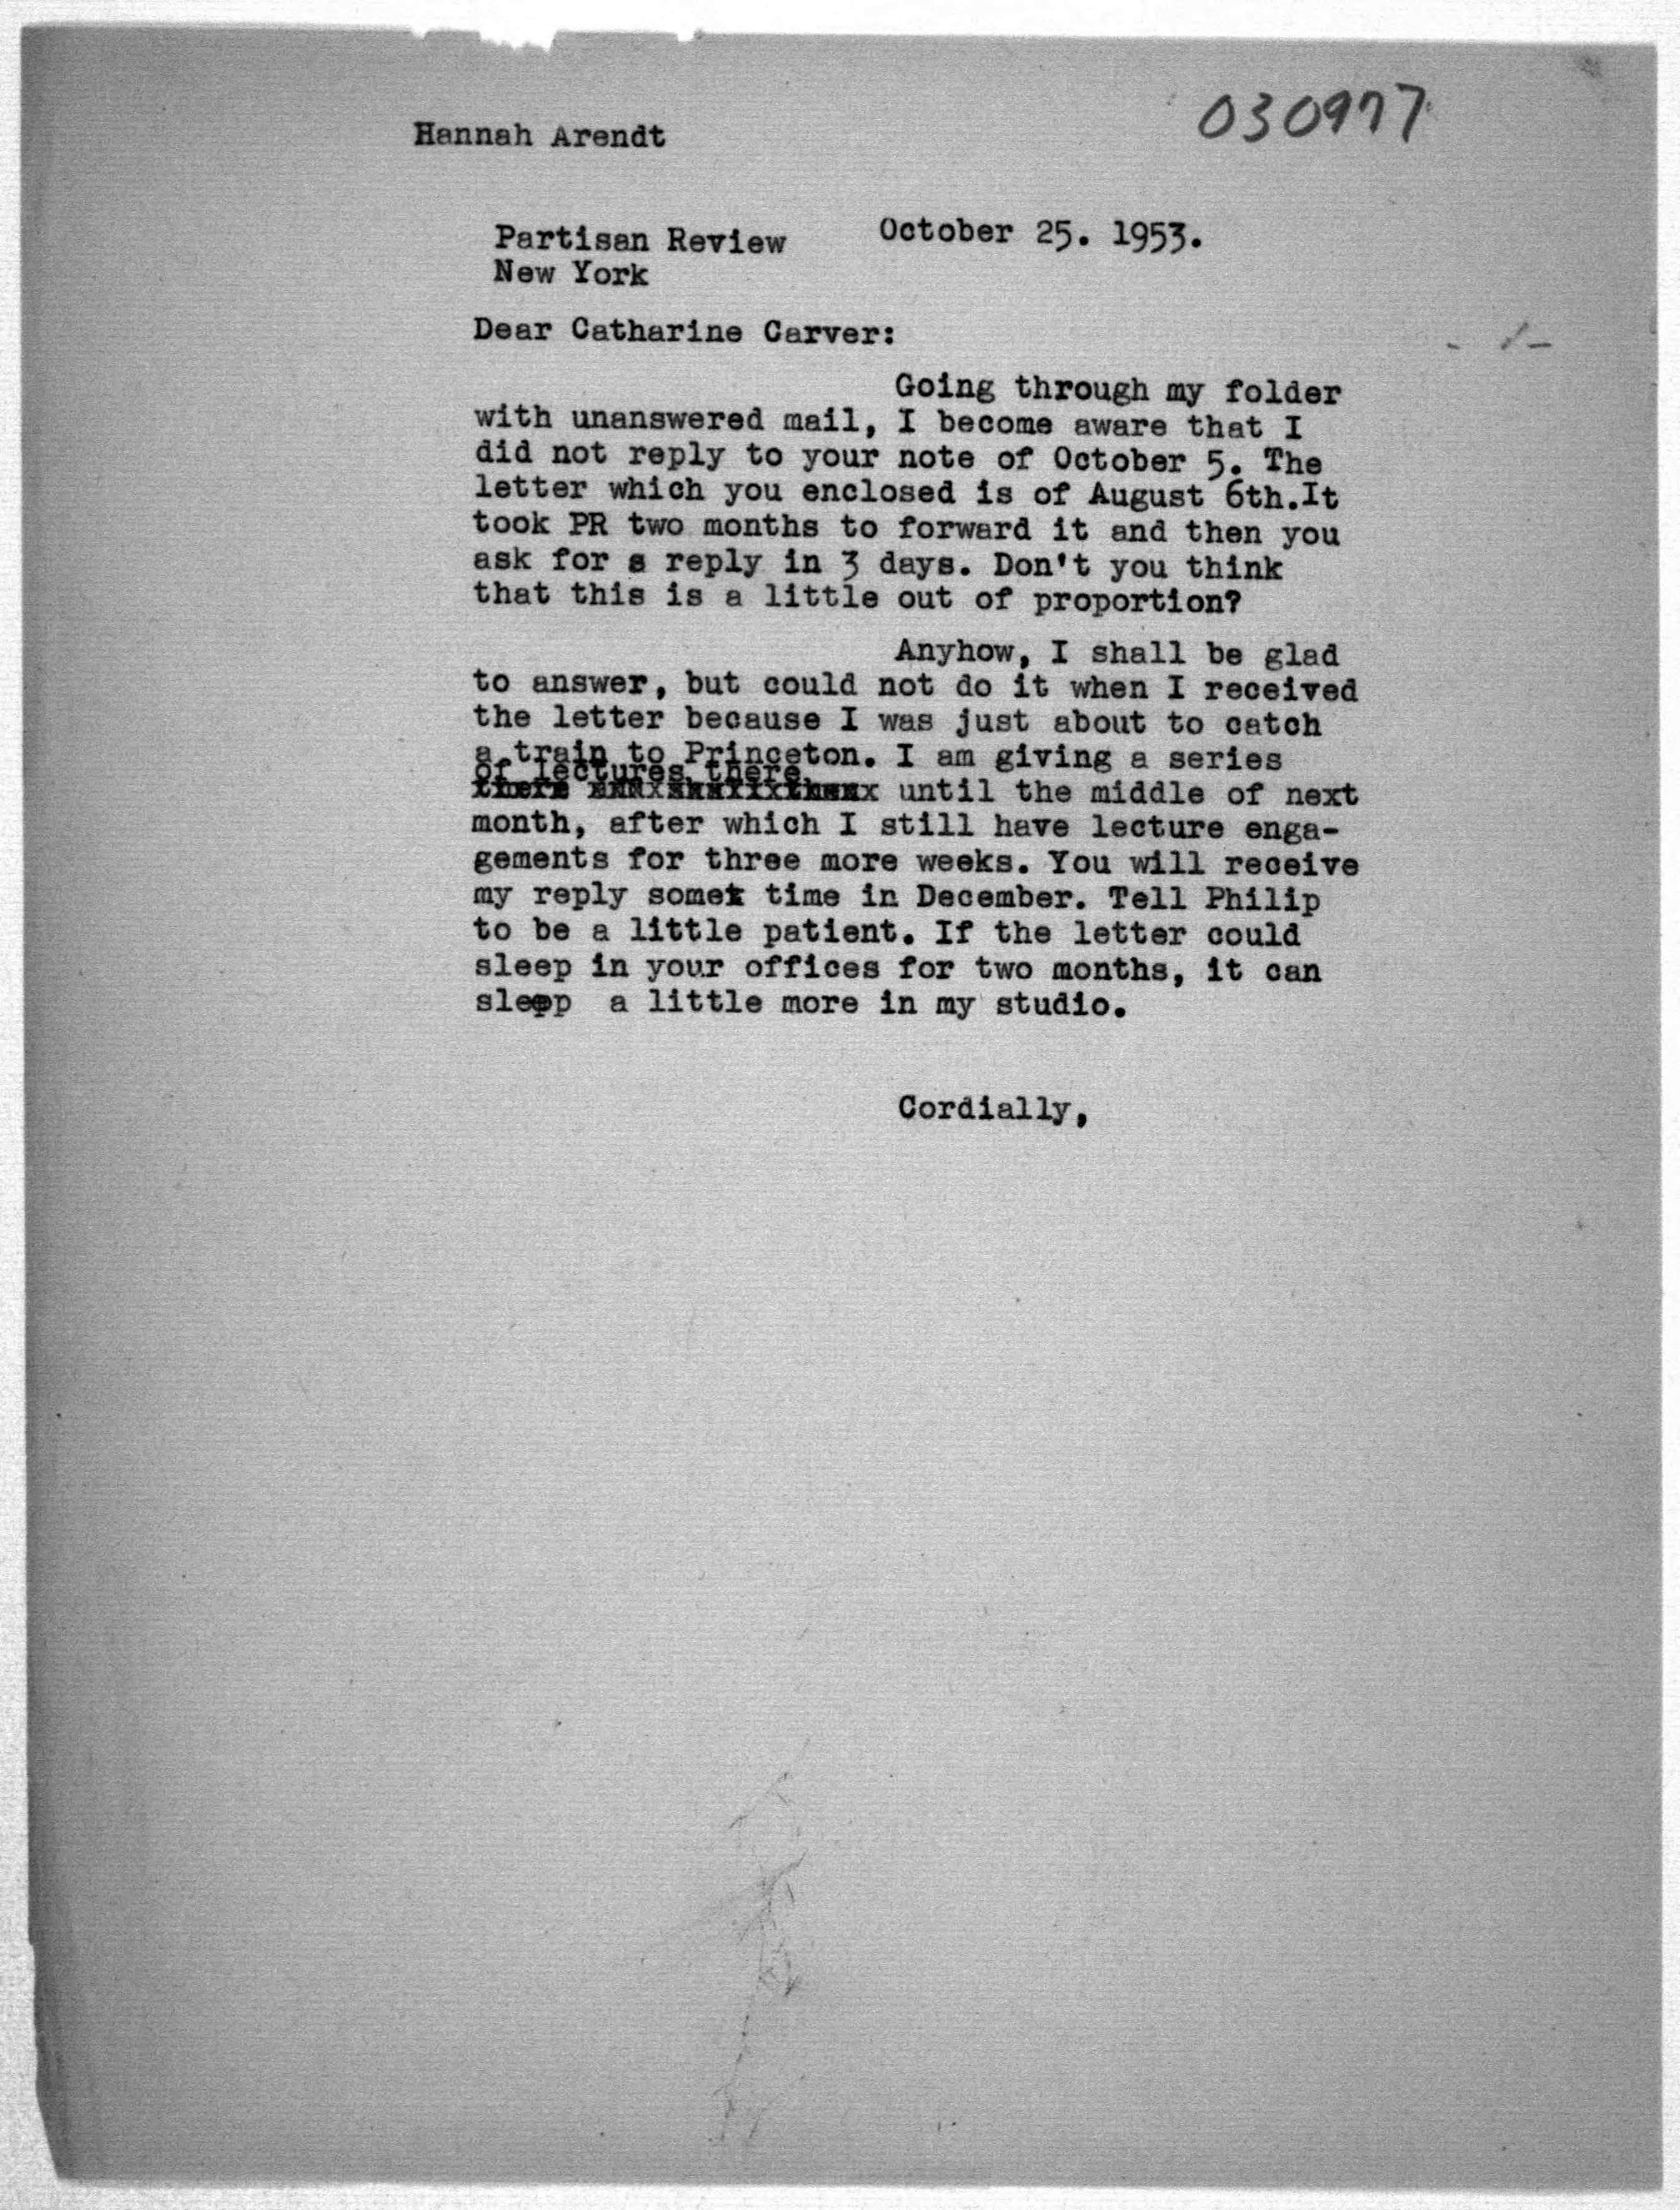 030977
Hannah Arendt
October 25. 1953.
Partisan Review
New York
Dear Catharine Carver:
Going through my folder
with unanswered mail, I become aware that I
did not reply to your note of October 5. The
letter which you enclosed is of August 6th.It
took PR two months to forward it and then you
ask for a reply in 3 days. Don't you think
that this is a little out of proportion?
Anyhow, I shall be glad
to answer, but could not do it when I received
the letter because I was just about to catch
a train to Princeton. I am giving a series
of lectures there
until the middle of next
month, after which I still have lecture enga-
gements for three more weeks. You will receive
my reply some time in December. Tell Philip
to be a little patient. If the letter could
sleep in your offices for two months, it can
sleep a little more in my studio.
Cordially,